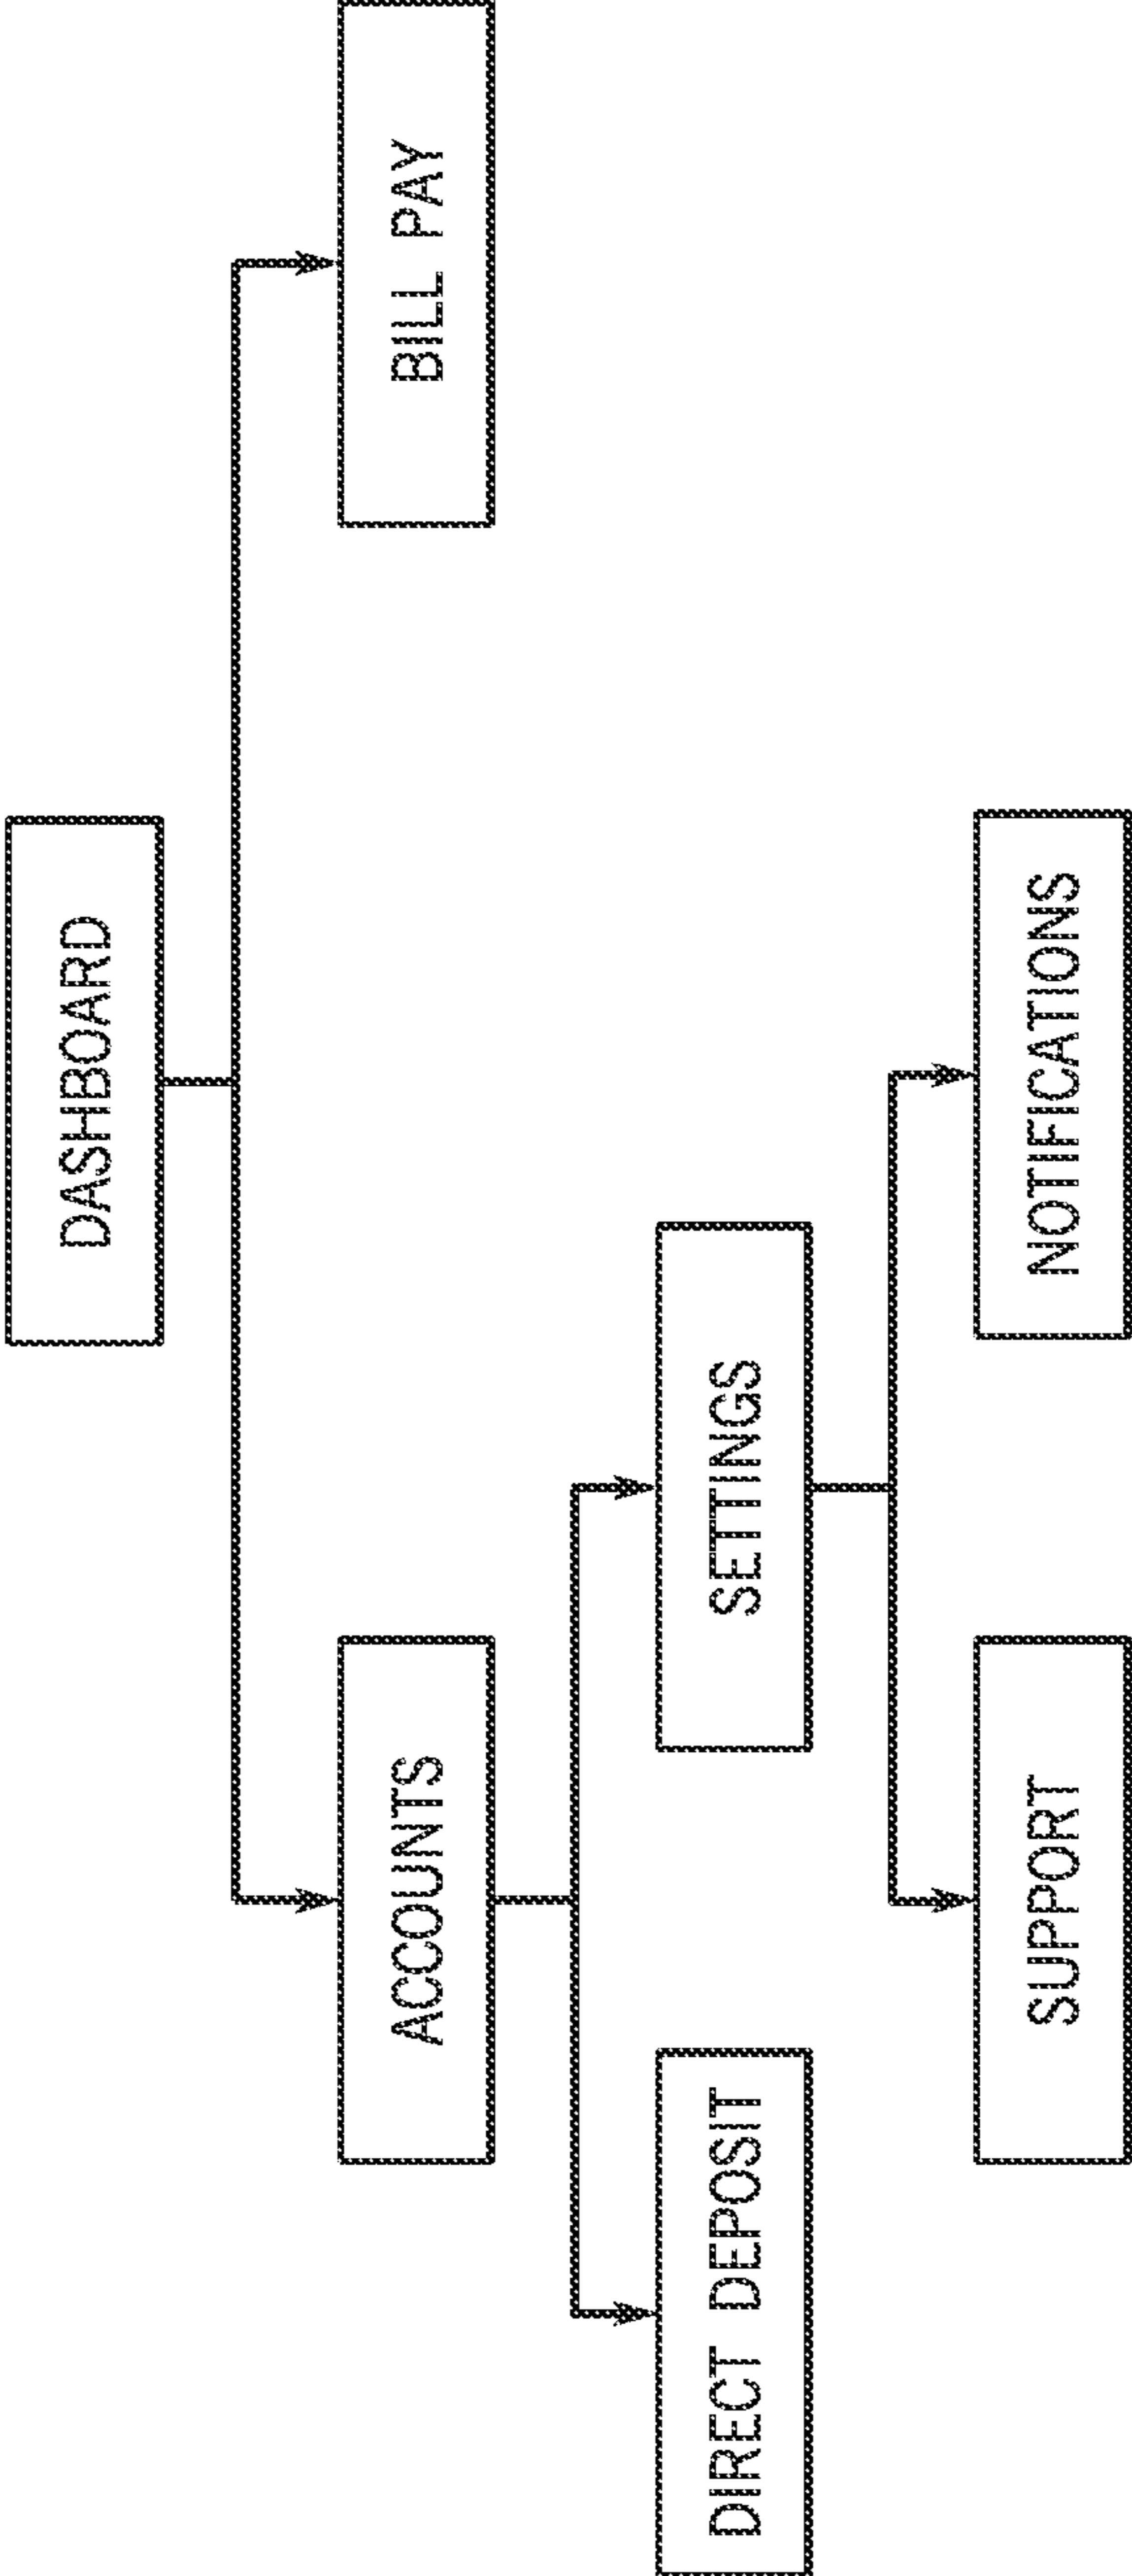 DASHBOARD
ACCOUNTS
BILL PAY
DIRECT DEPOSIT
SETTINGS
SUPPORT
NOTIFICATIONS